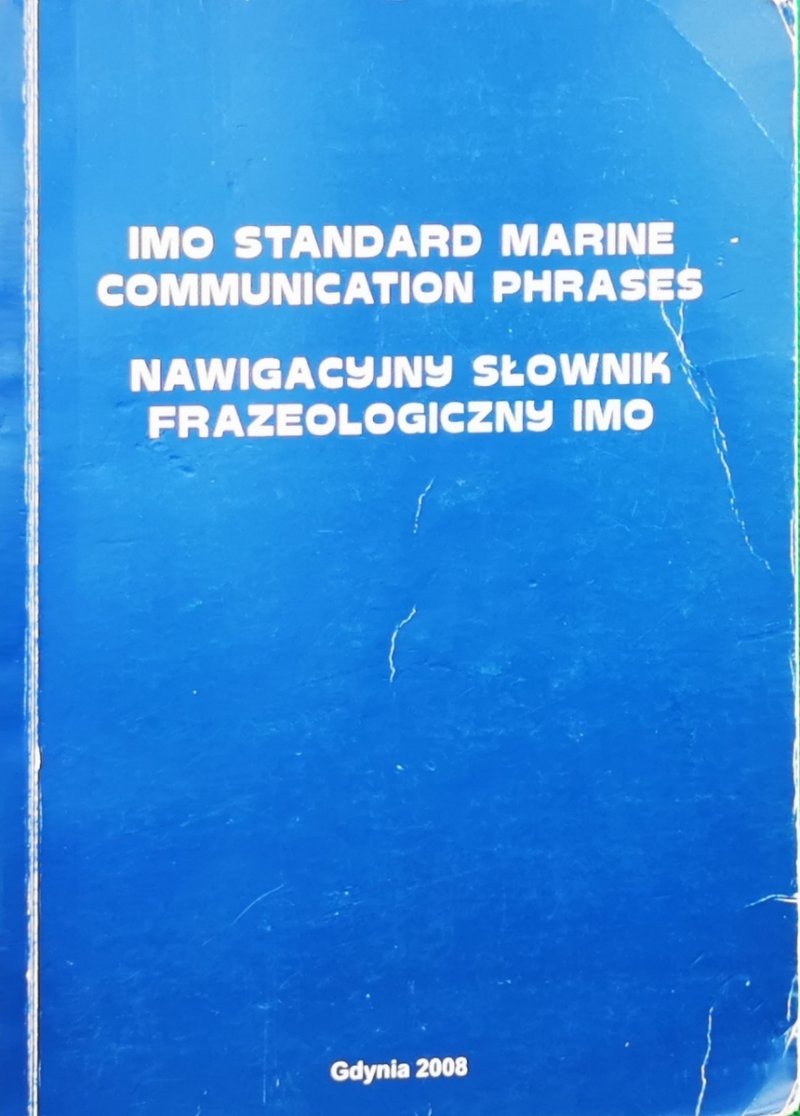 IMO STANDARD MARINE
COMMUNICATION PHRASES
NAWIGACYJNY SŁOWNIK
FRAZEOLOGICZNY IMO
Gdynia 2008